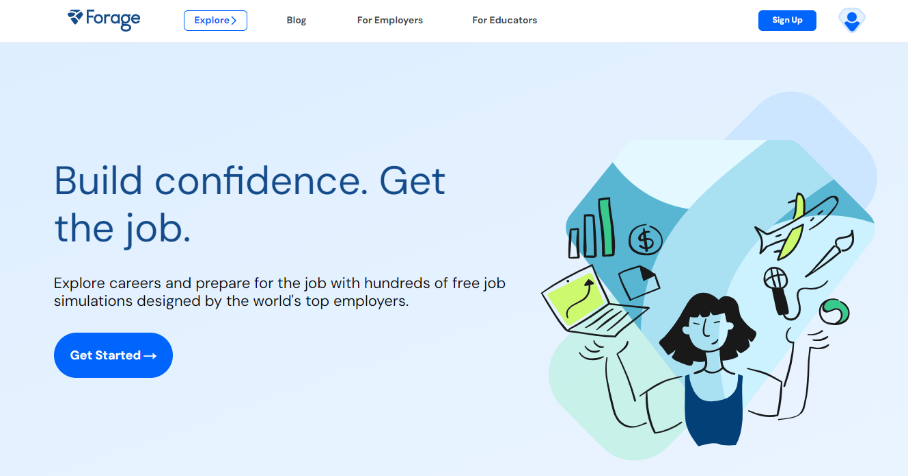 Forage
Explore
Blog
For Employers
For Educators
Sign Up
Build confidence. Get
the job.
Explore careers and prepare for the job with hundreds of free job
simulations designed by the world's top employers.
Get Started →
$